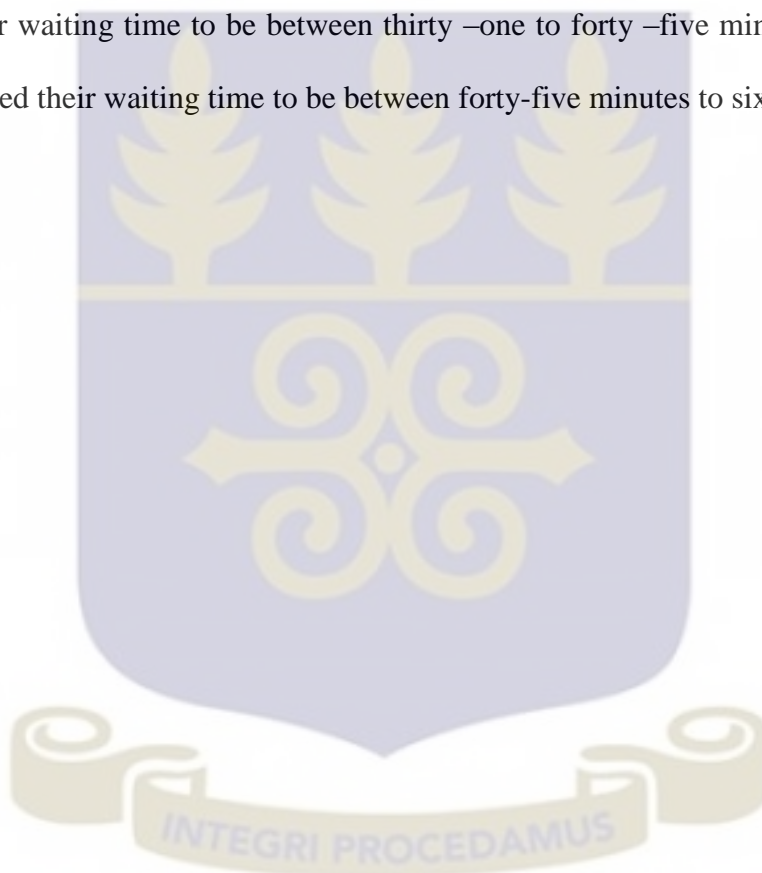 r waiting time to be between thirty –one to forty –five min
ed their waiting time to be between forty-five minutes to six
INTEGRI PROCEDAMUS